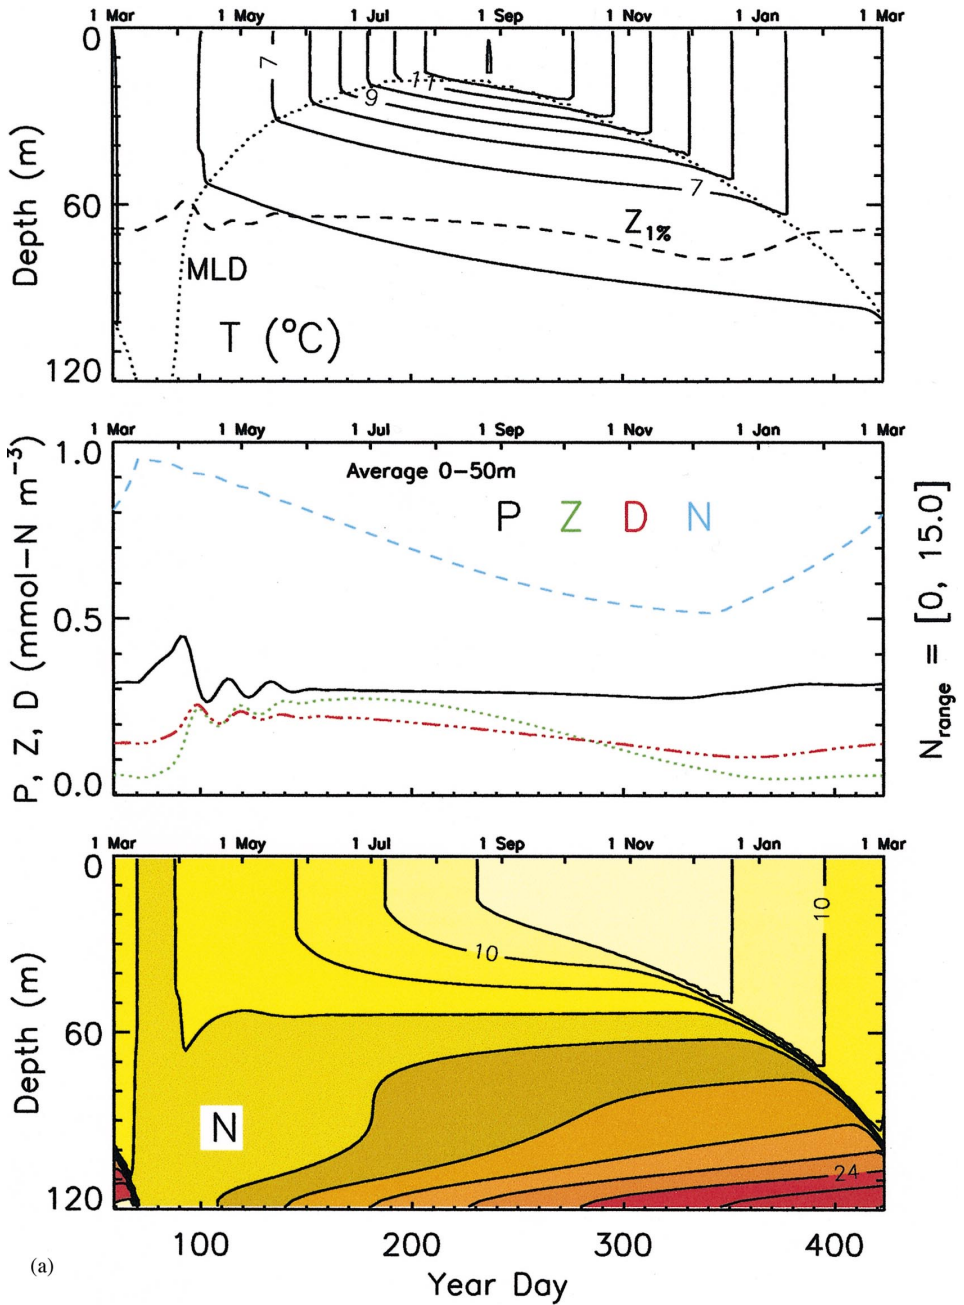 1 Mar 1 May 1 Jul 1 Sep 1 Nov 1 Jan 1 Mar
0
60
120
Depth (m)
7
9
11
7
Z1%
MLD
T (°C)
1 Mar 1 May 1 Jul 1 Sep 1 Nov 1 Jan 1 Mar
1.0
0.5
0.0
P, Z, D (mmol-N m-3)
Average 0-50m
P Z D N
Nrange = [0, 15.0]
1 Mar 1 May 1 Jul 1 Sep 1 Nov 1 Jan 1 Mar
0
60
120
Depth (m)
10
10
24
N
100 200 300 400
Year Day
(a)